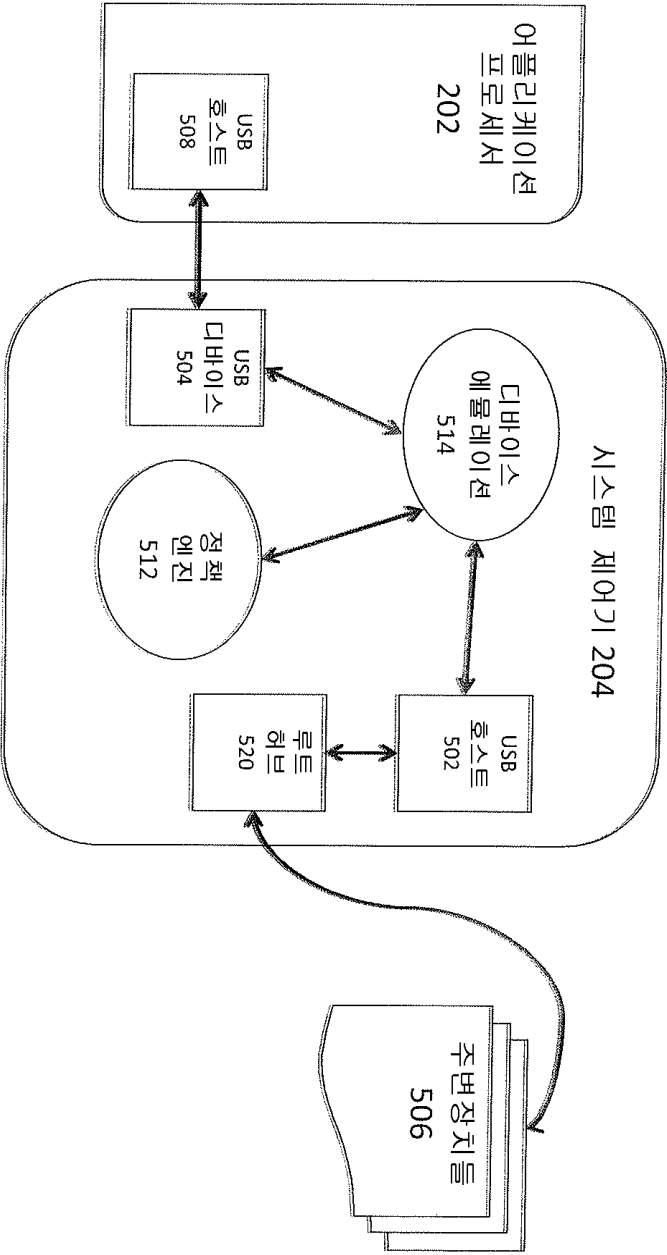 어플리케이션
프로세서
202
USB
호스트
508
시스템 제어기 204
디바이스
에뮬레이션
514
USB
디바이스
504
정책
엔진
512
USB
호스트
502
루트
허브
520
주변장치들
506